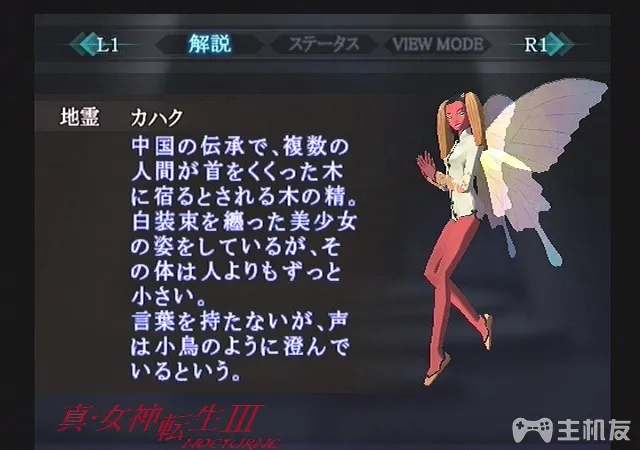 L1 解説 ステータス VIEW MODE R1
地霊 カハク
中国の伝承で、複数の
人間が首をくくった木
に宿るとされる木の精。
白装束を纏った美少女
の姿をしているが、そ
の体は人よりもずっと
小さい。
言葉を持たないが、声
は小鳥のように澄んで
いるという。
真・女神転生III
NOCTURNE
主机友